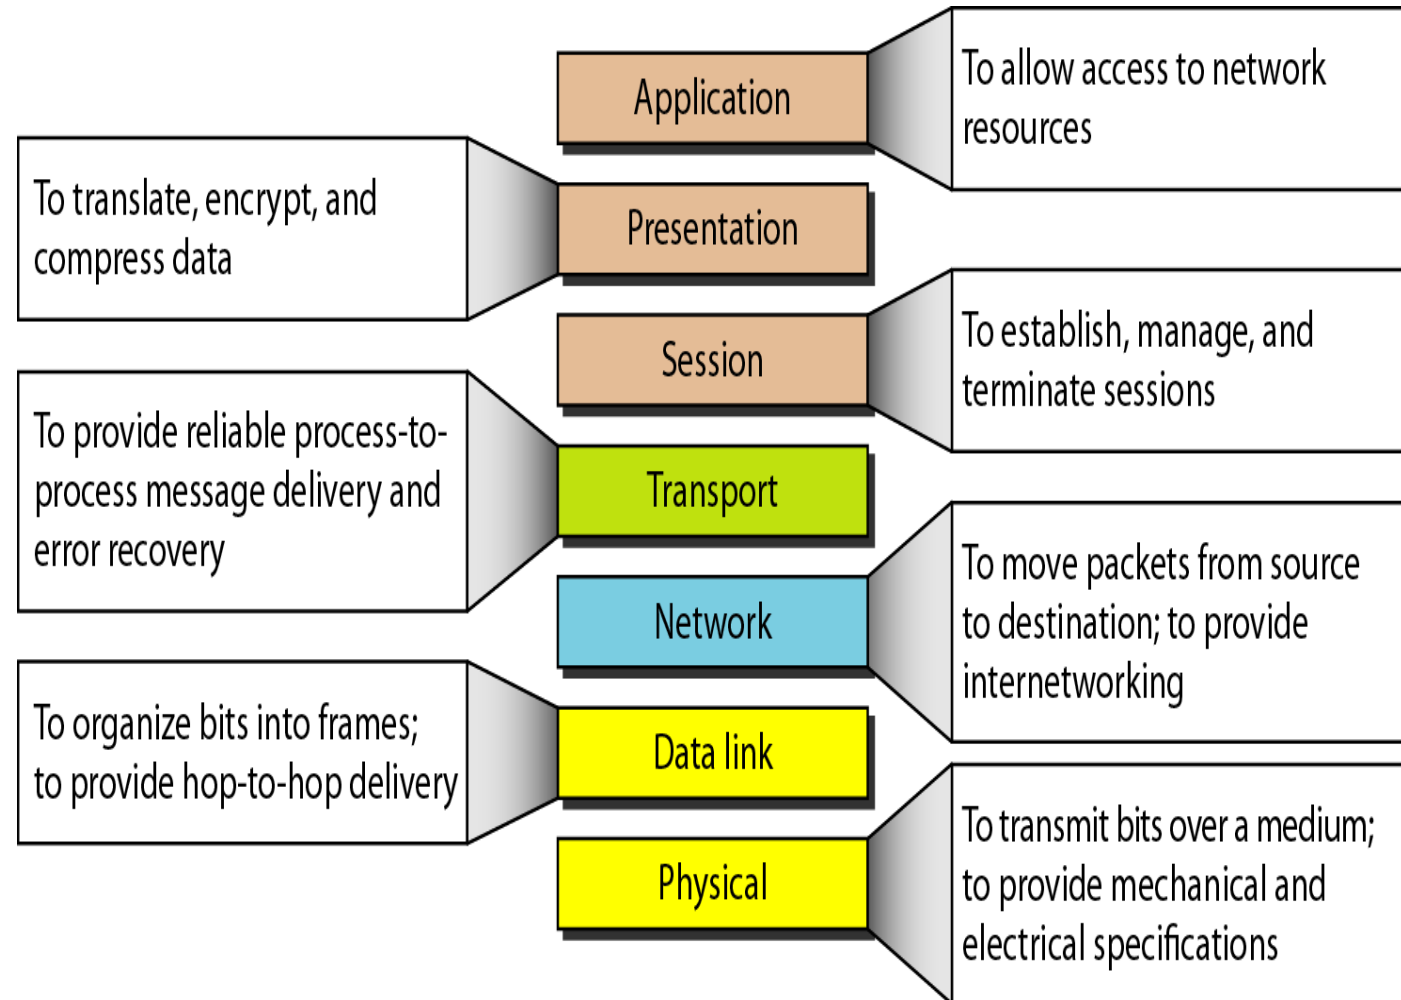 Application
To allow access to network
resources
To translate, encrypt, and
compress data
Presentation
Session
To establish, manage, and
terminate sessions
To provide reliable process-to-
process message delivery and
error recovery
Transport
Network
To move packets from source
to destination; to provide
internetworking
To organize bits into frames;
to provide hop-to-hop delivery
Data link
Physical
To transmit bits over a medium;
to provide mechanical and
electrical specifications